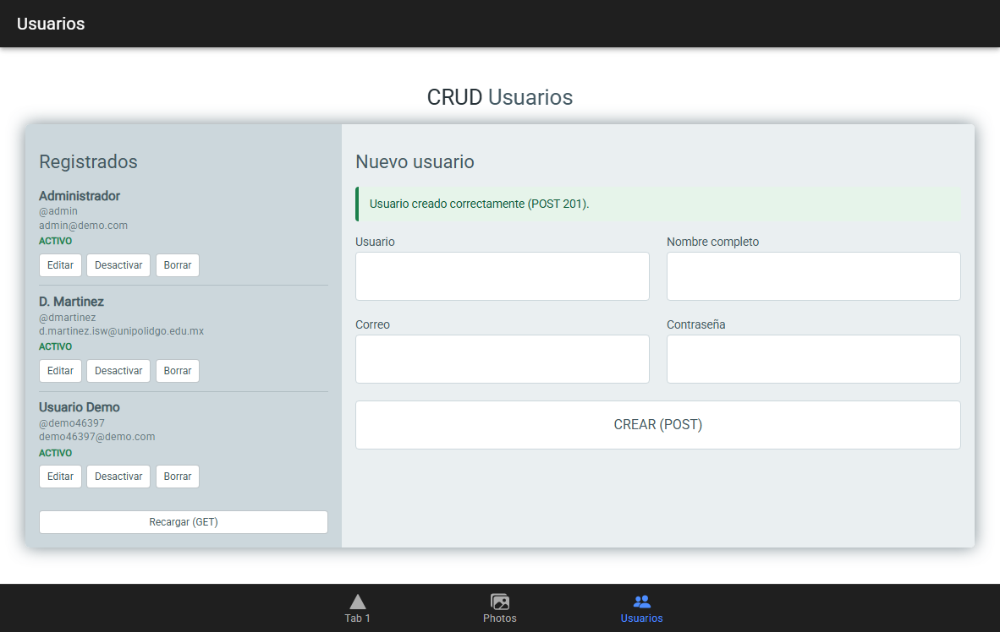 Usuarios
CRUD Usuarios
Registrados
Administrador
@admin
admin@demo.com
ACTIVO
Editar Desactivar Borrar
D. Martinez
@dmartinez
d.martinez.isw@unipolidgo.edu.mx
ACTIVO
Editar Desactivar Borrar
Usuario Demo
@demo46397
demo46397@demo.com
ACTIVO
Editar Desactivar Borrar
Recargar (GET)
Nuevo usuario
Usuario creado correctamente (POST 201).
Usuario Nombre completo
Correo Contraseña
CREAR (POST)
Tab 1 Photos Usuarios